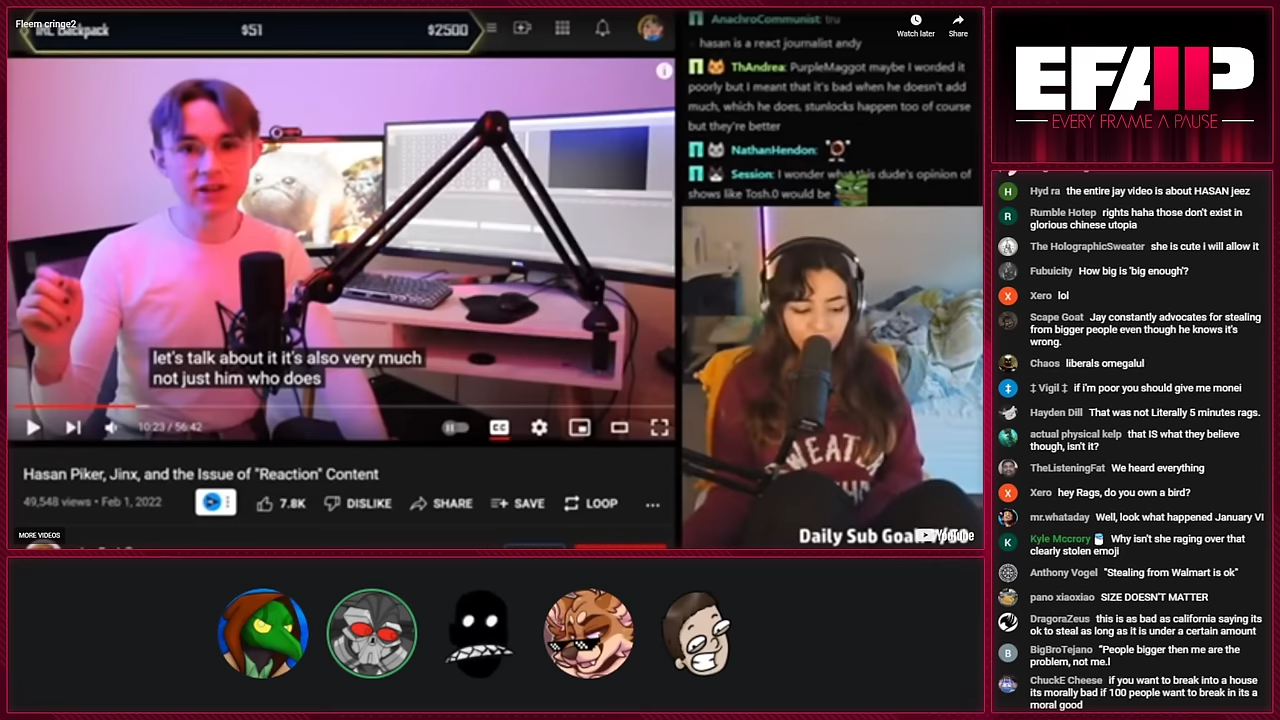 Fleem cringe2
IRL Backpack
$51
$2500
Watch later
Share
AnachroCommunist: tru
hasan is a react journalist andy
ThAndrea: PurpleMaggot maybe I worded it
poorly but I meant that it's bad when he doesn't add
much, which he does, stunlocks happen too of course
but they're better
NathanHendon:
Session: I wonder what this dude's opinion of
shows like Tosh.0 would be
let's talk about it it's also very much
not just him who does
10:23 / 56:42
CC
Hasan Piker, Jinx, and the Issue of "Reaction" Content
49,548 views • Feb 1, 2022
7.8K
DISLIKE
SHARE
SAVE
LOOP
MORE VIDEOS
SWEATER
Daily Sub Goal
YouTube
EFAP
EVERY FRAME A PAUSE
H
Hyd ra the entire jay video is about HASAN jeez
R
Rumble Hotep rights haha those don't exist in
glorious chinese utopia
The HolographicSweater she is cute i will allow it
Fubuicity How big is 'big enough'?
X
Xero lol
Scape Goat Jay constantly advocates for stealing
from bigger people even though he knows it's
wrong.
Chaos liberals omegalul
‡ Vigil ‡ if i'm poor you should give me monei
Hayden Dill That was not Literally 5 minutes rags.
actual physical kelp that IS what they believe
though, isn't it?
TheListeningFat We heard everything
X
Xero hey Rags, do you own a bird?
mr.whataday Well, look what happened January VI
K
Kyle Mccrory Why isn't she raging over that
clearly stolen emoji
Anthony Vogel "Stealing from Walmart is ok"
pano xiaoxiao SIZE DOESN'T MATTER
DragoraZeus this is as bad as california saying its
ok to steal as long as it is under a certain amount
B
BigBroTejano "People bigger then me are the
problem, not me.l
ChuckE Cheese if you want to break into a house
its morally bad if 100 people want to break in its a
moral good